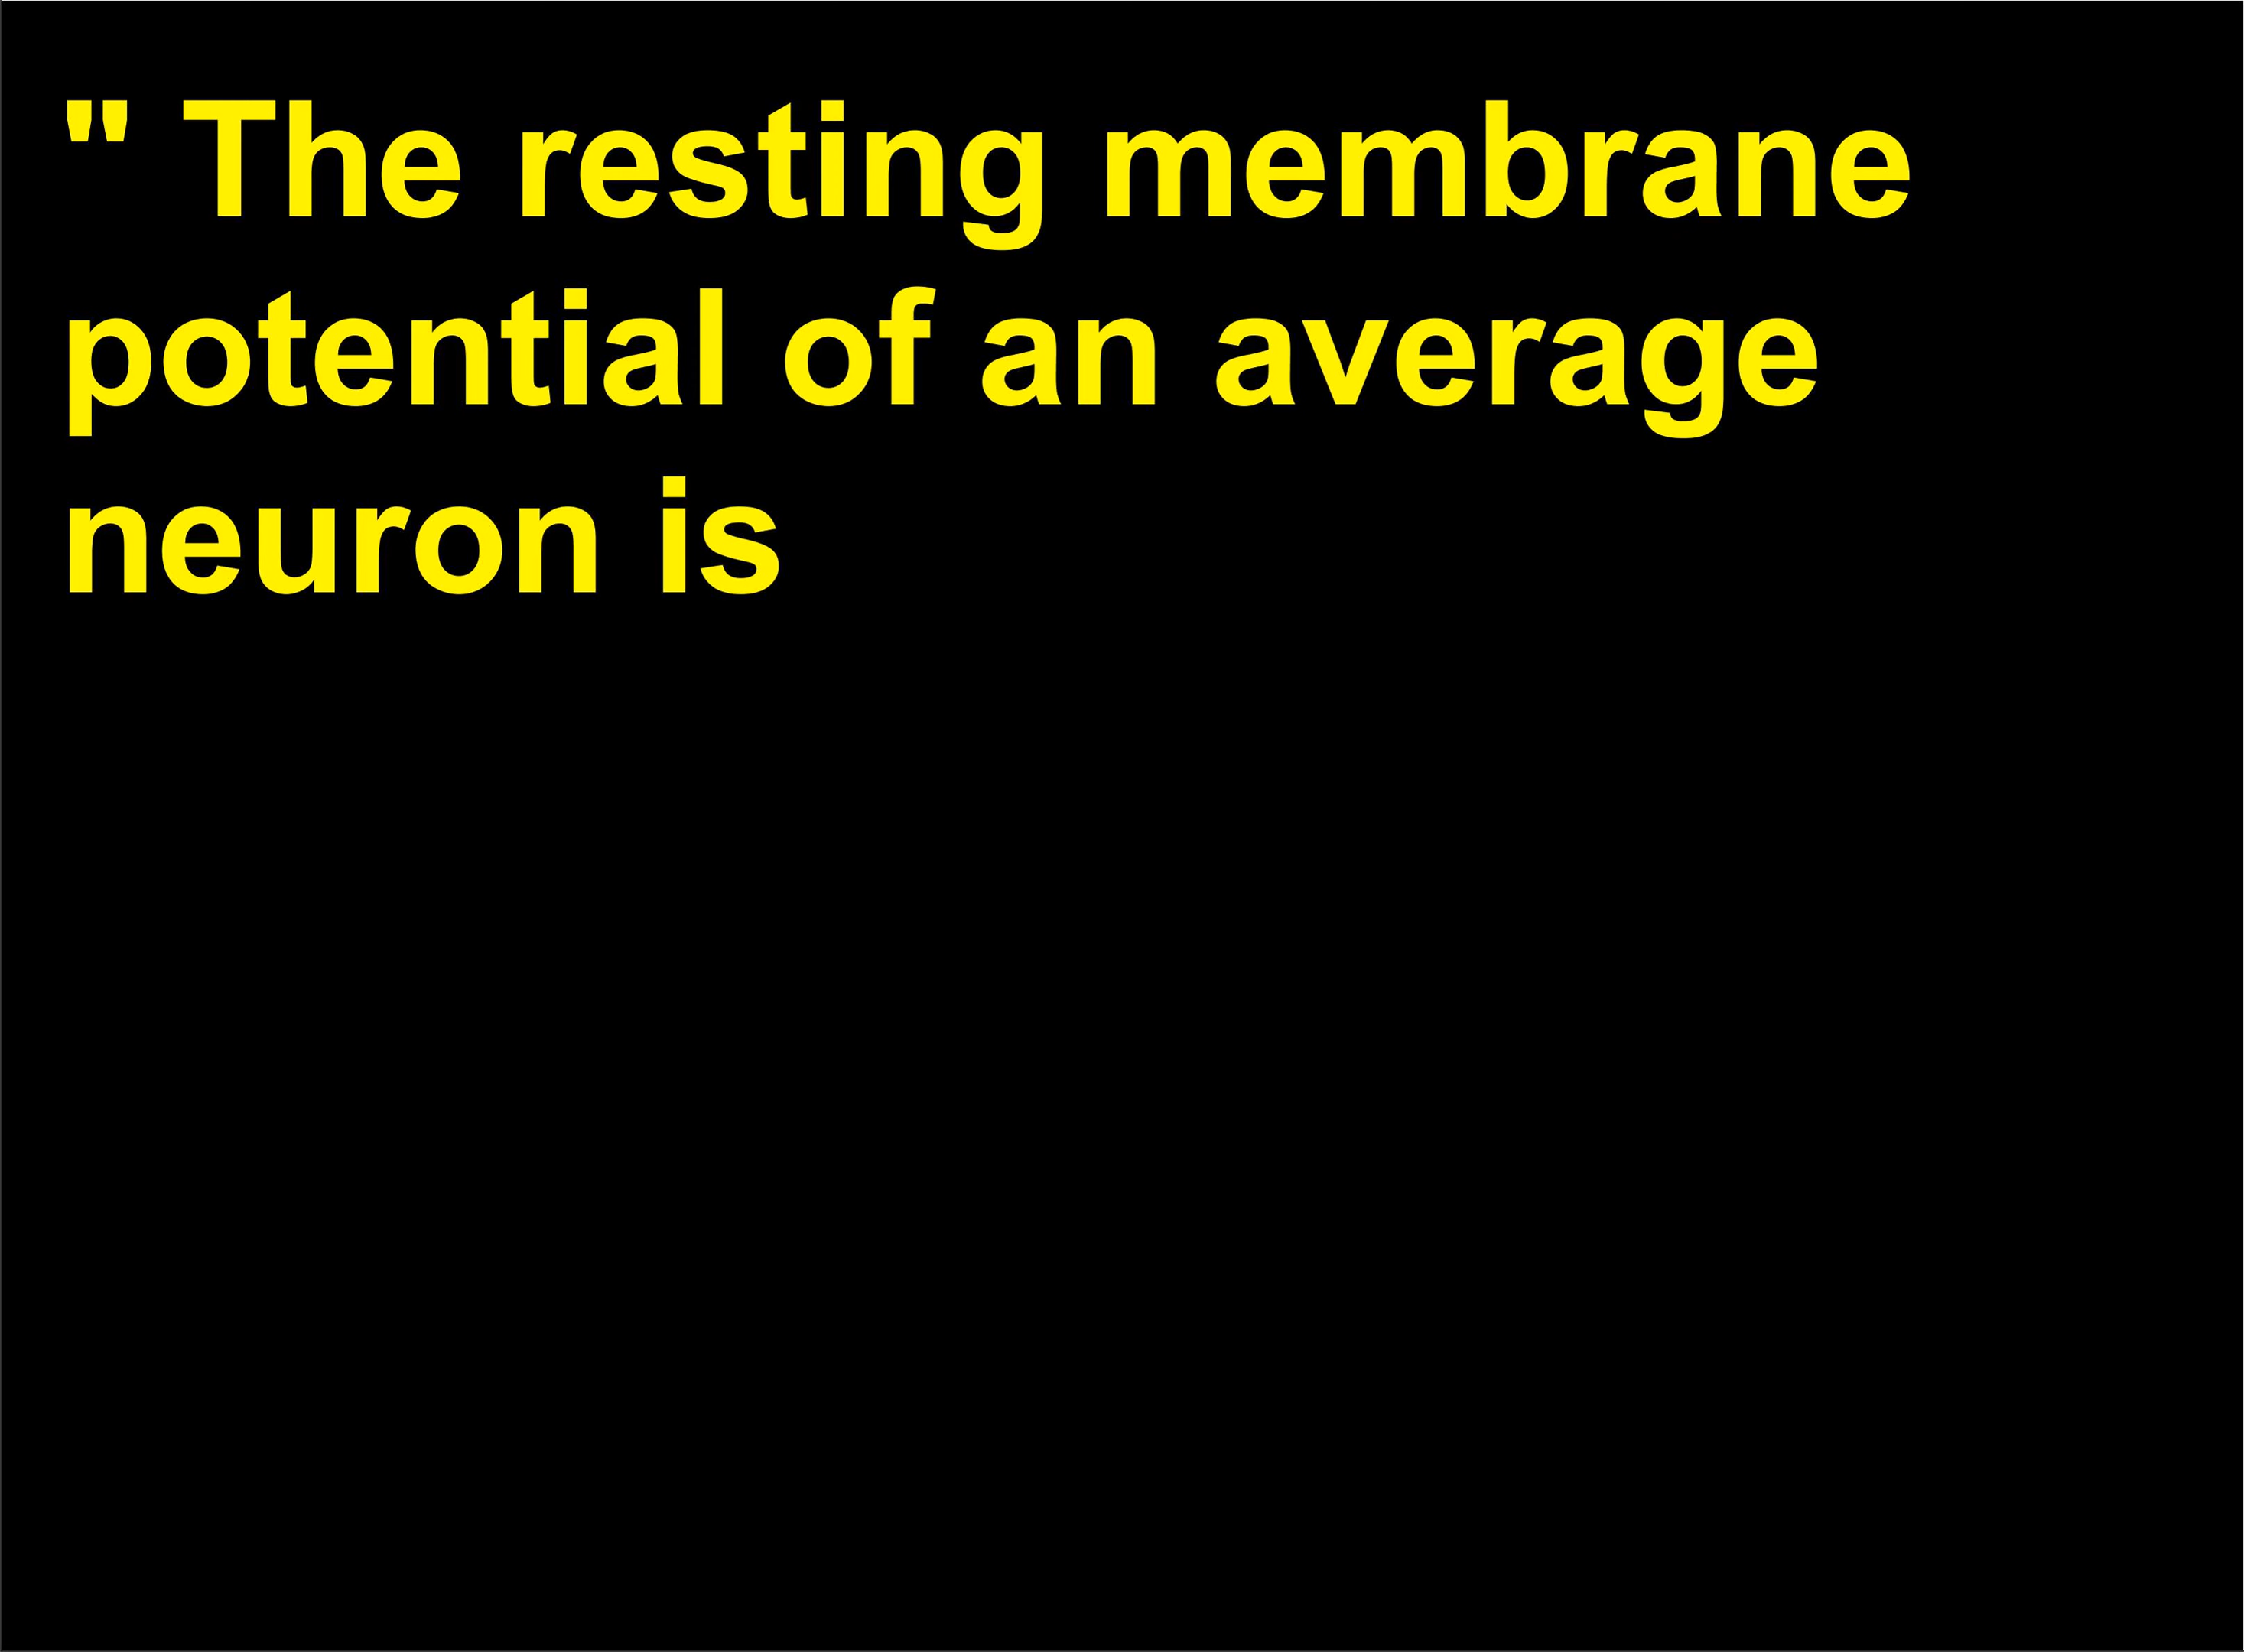 " The resting membrane
potential of an average
neuron is